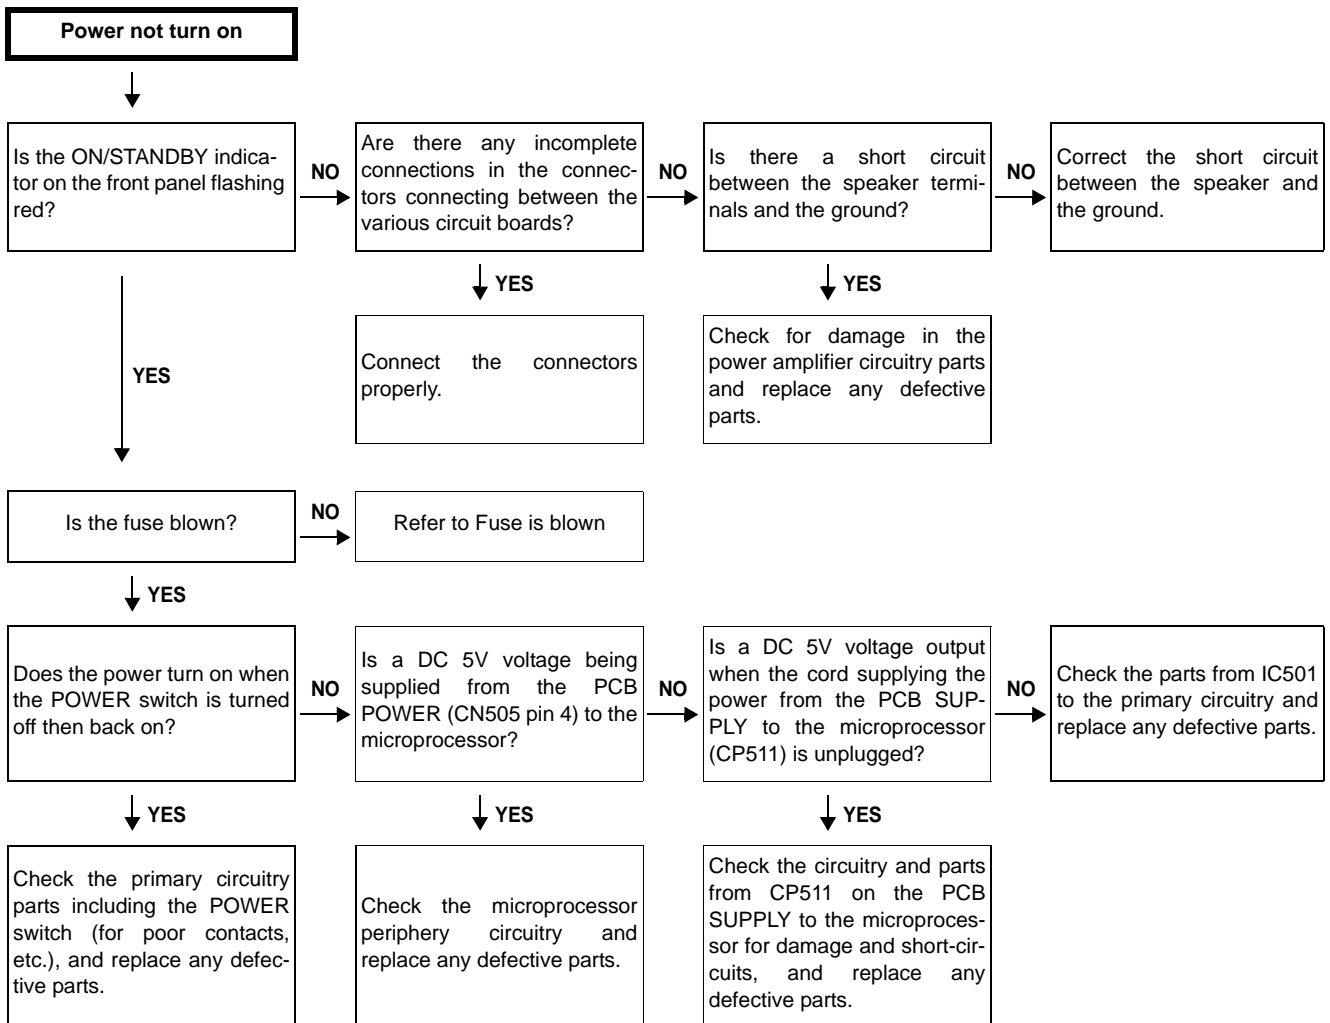 Power not turn on
Is the ON/STANDBY indica-
tor on the front panel flashing
red?
NO
Are there any incomplete
connections in the connec-
tors connecting between the
various circuit boards?
NO
Is there a short circuit
between the speaker termi-
nals and the ground?
NO
Correct the short circuit
between the speaker and
the ground.
YES
YES
YES
Connect the connectors
properly.
Check for damage in the
power amplifier circuitry parts
and replace any defective
parts.
Is the fuse blown?
NO
Refer to Fuse is blown
YES
Does the power turn on when
the POWER switch is turned
off then back on?
NO
Is a DC 5V voltage being
supplied from the PCB
POWER (CN505 pin 4) to the
microprocessor?
NO
Is a DC 5V voltage output
when the cord supplying the
power from the PCB SUP-
PLY to the microprocessor
(CP511) is unplugged?
NO
Check the parts from IC501
to the primary circuitry and
replace any defective parts.
YES
YES
YES
Check the primary circuitry
parts including the POWER
switch (for poor contacts,
etc.), and replace any defec-
tive parts.
Check the microprocessor
periphery circuitry and
replace any defective parts.
Check the circuitry and parts
from CP511 on the PCB
SUPPLY to the microproces-
sor for damage and short-cir-
cuits, and replace any
defective parts.